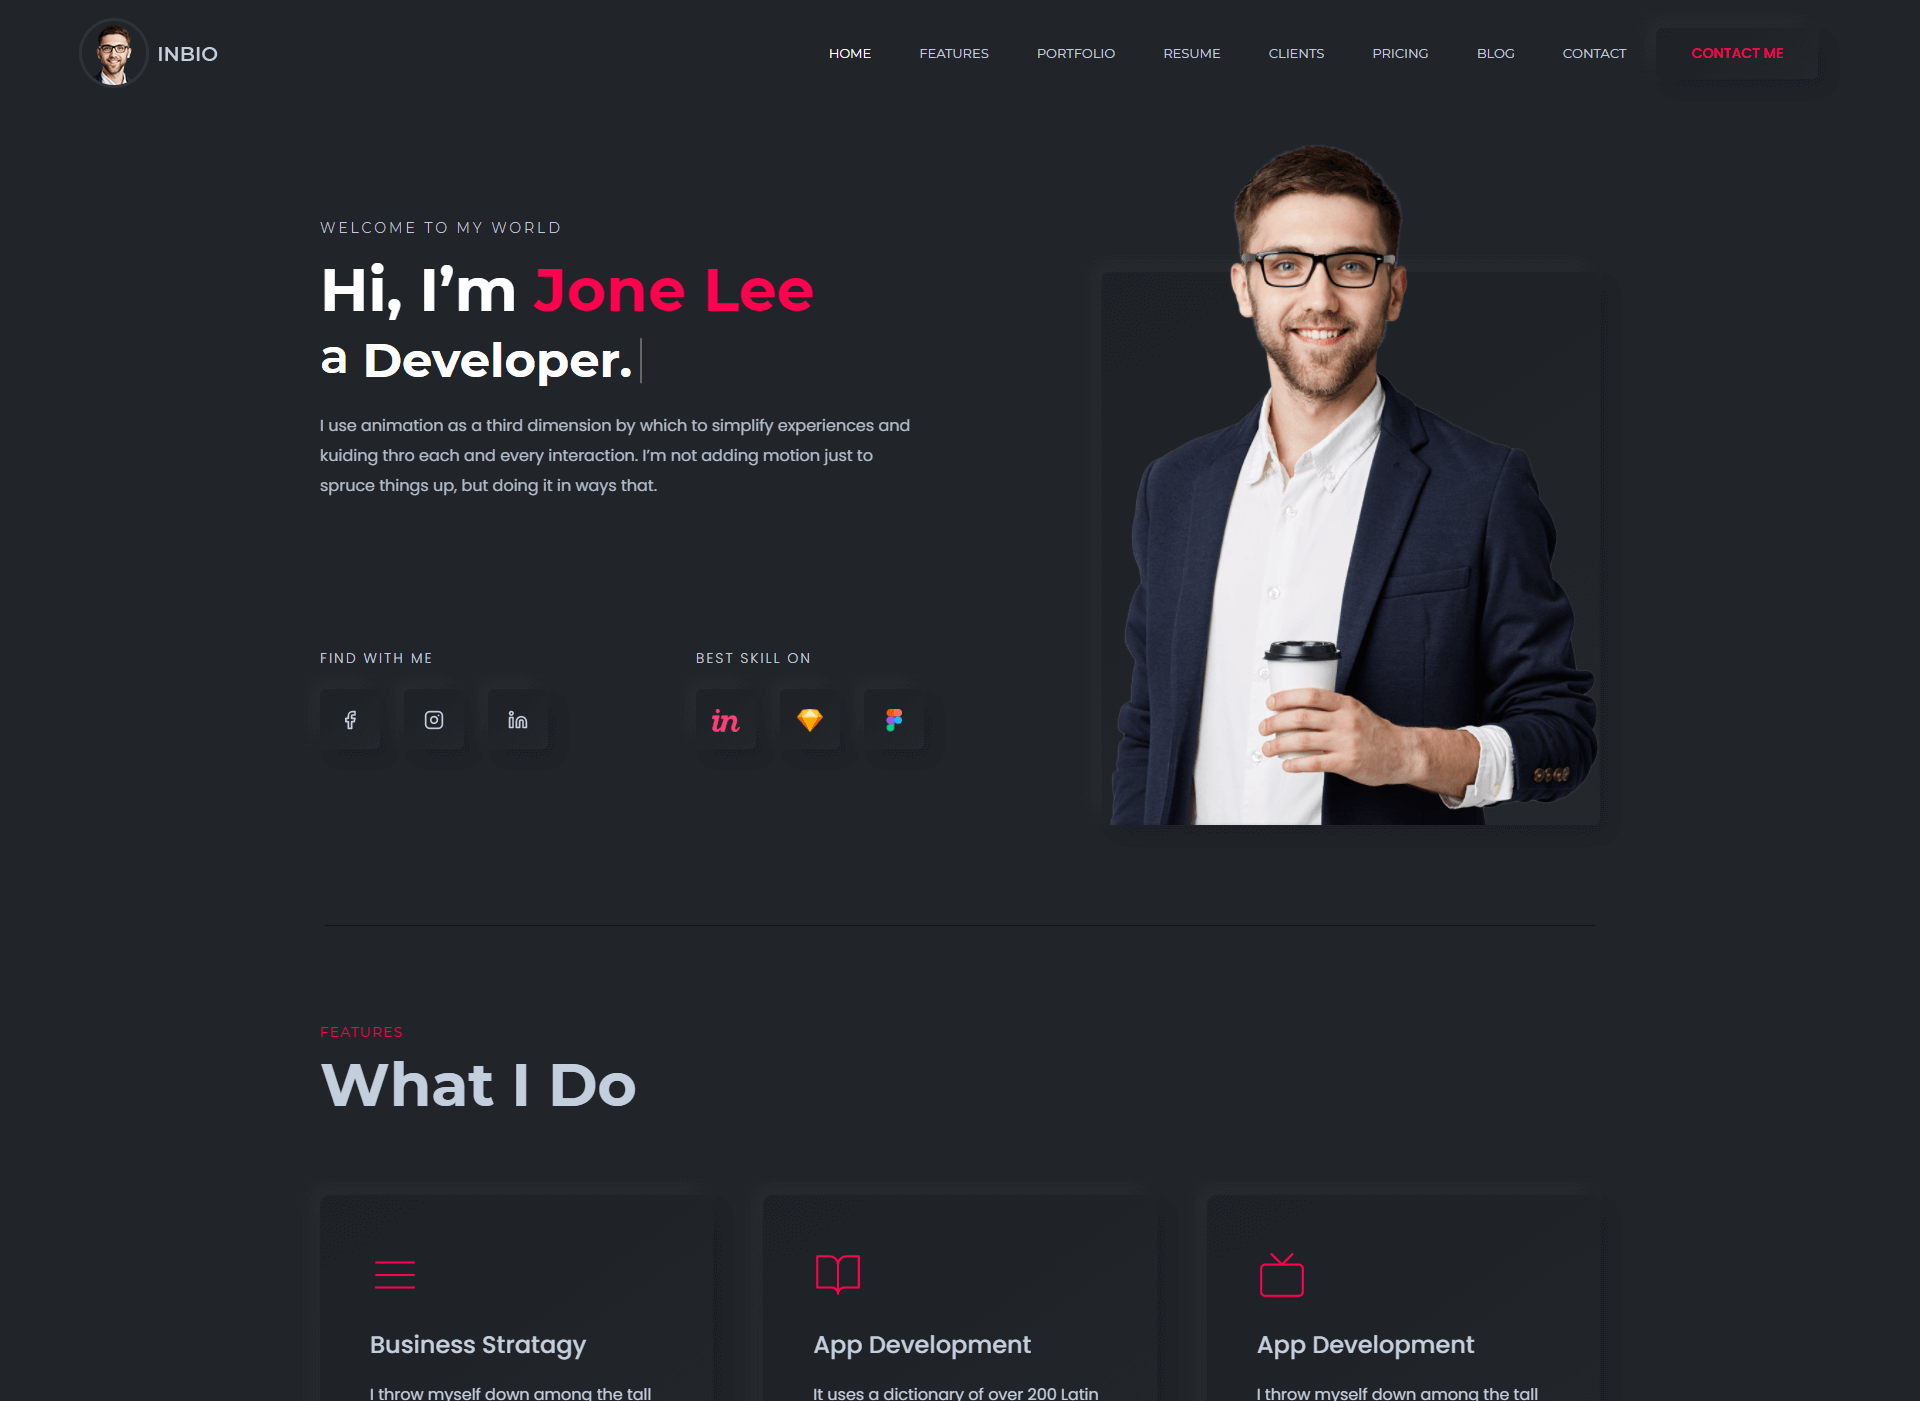 INBIO
HOME FEATURES PORTFOLIO RESUME CLIENTS PRICING BLOG CONTACT CONTACT ME
WELCOME TO MY WORLD
Hi, I’m Jone Lee
a Developer.
I use animation as a third dimension by which to simplify experiences and
kuiding thro each and every interaction. I’m not adding motion just to
spruce things up, but doing it in ways that.
FIND WITH ME
BEST SKILL ON
in
FEATURES
What I Do
Business Stratagy
I throw myself down among the tall
App Development
It uses a dictionary of over 200 Latin
App Development
I throw myself down among the tall